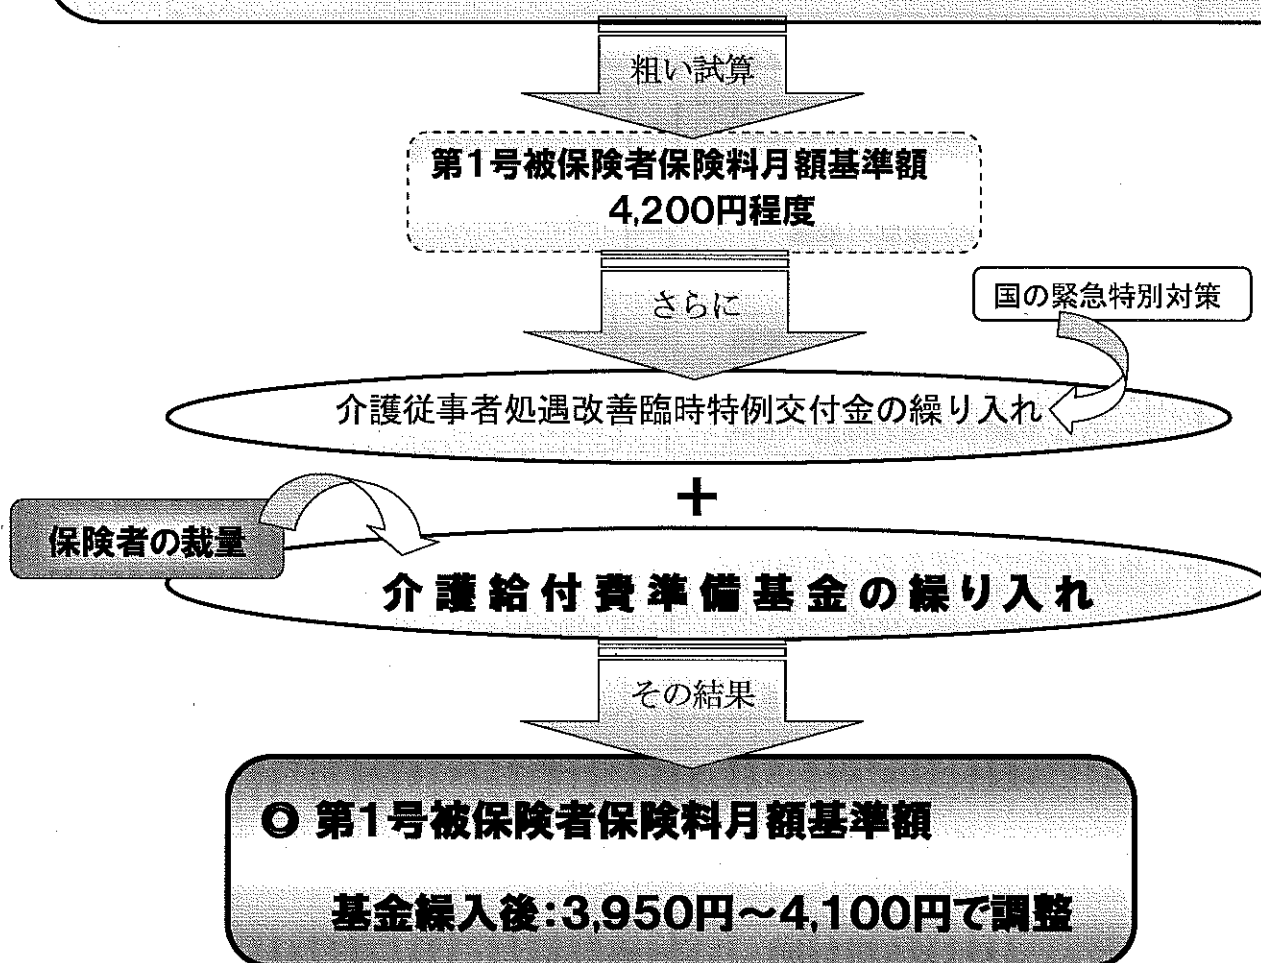 粗い試算
第1号被保険者保険料月額基準額
4,200円程度
さらに
国の緊急特別対策
介護従事者処遇改善臨時特例交付金の繰り入れ
+
保険者の裁量
介護給付費準備基金の繰り入れ
その結果
◎ 第1号被保険者保険料月額基準額
基金繰入後:3,950円~4,100円で調整